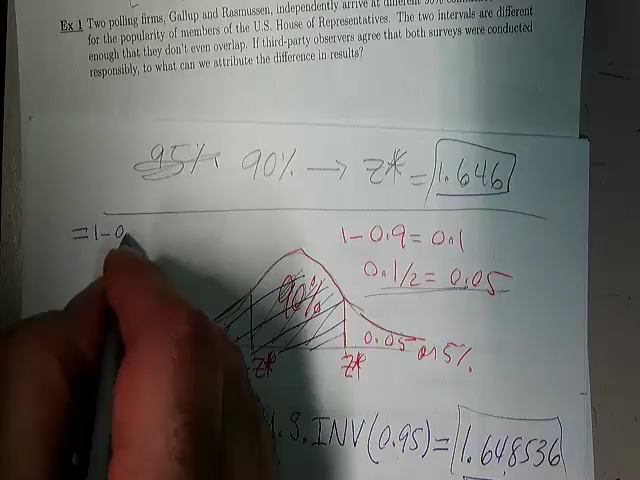 Ex 1 Two polling firms, Gallup and Rasmussen, independently arrive at different
for the popularity of members of the U.S. House of Representatives. The two intervals are different
enough that they don't even overlap. If third-party observers agree that both surveys were conducted
responsibly, to what can we attribute the difference in results?
95% 90% → z* = 1.646
= 1 - 0.
1 - 0.9 = 0.1
0.1/2 = 0.05
90%
0.05 or 5%
z* z*
.S.INV(0.95) = 1.648536